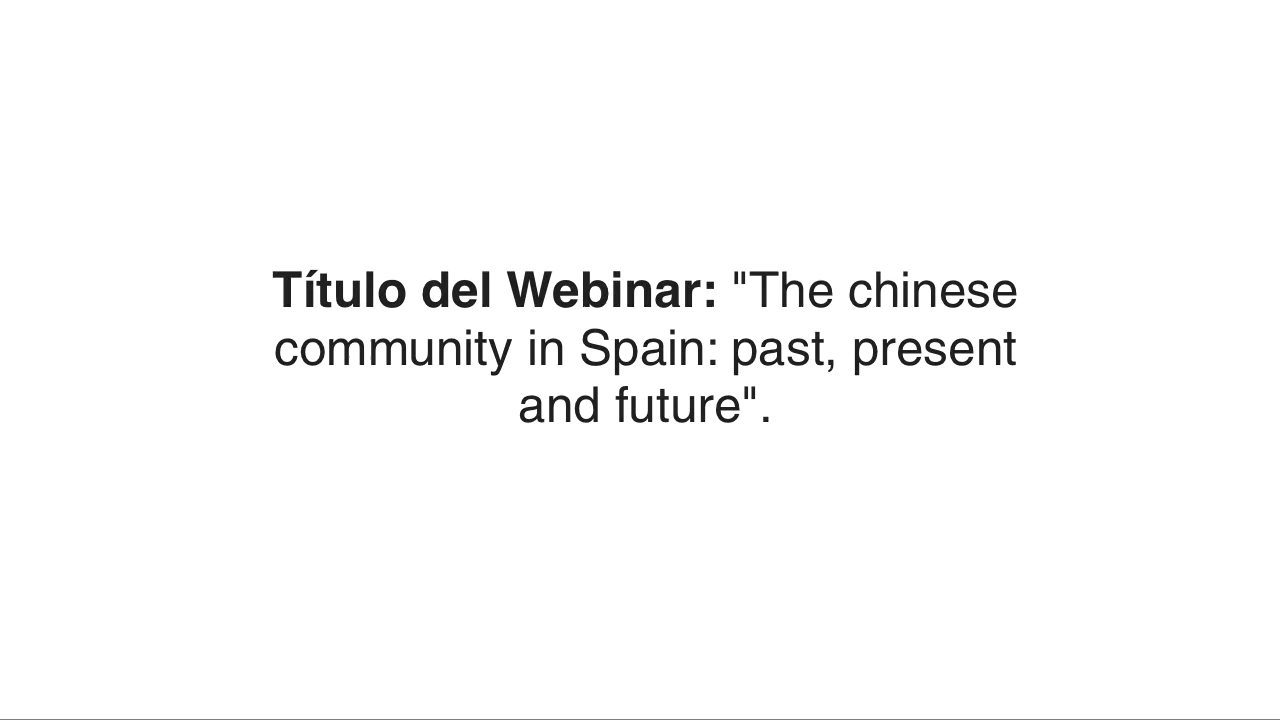 Título del Webinar: "The chinese
community in Spain: past, present
and future".